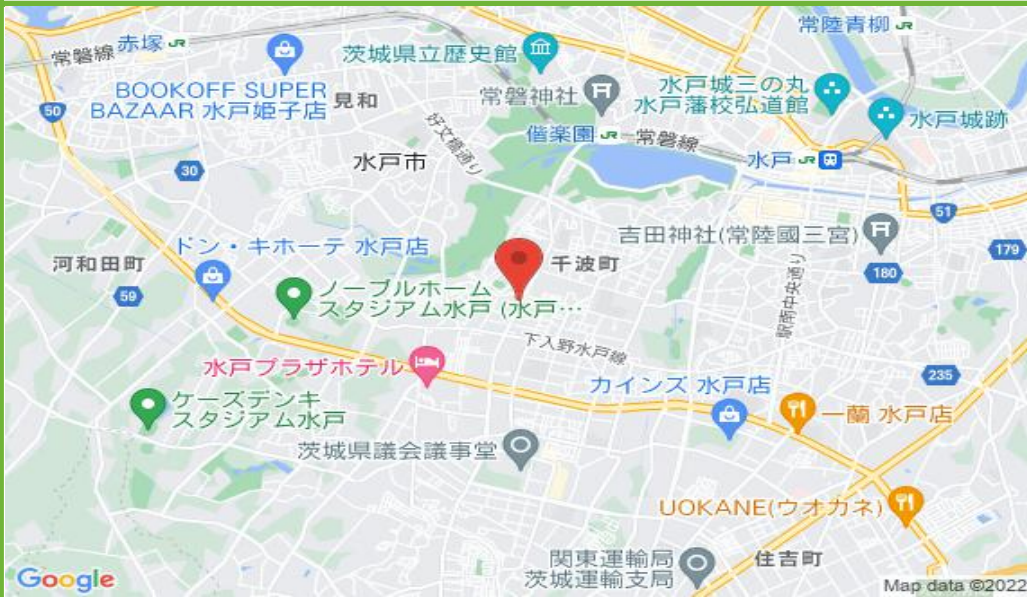 常陸青柳 JR
常磐線 赤塚 JR
茨城県立歴史館
50
BOOKOFF SUPER
BAZAAR 水戸姫子店
見和
常磐神社
水戸城三の丸
水戸藩校弘道館
水戸城跡
好文橋通り
偕楽園 JR 常磐線
水戸 JR
水戸市
30
51
吉田神社(常陸國三宮)
179
ドン・キホーテ 水戸店
千波町
河和田町
180
59
ノーブルホーム
スタジアム水戸 (水戸…
駅南中央通り
下入野水戸線
水戸プラザホテル
235
カインズ 水戸店
ケーズデンキ
スタジアム水戸
一蘭 水戸店
茨城県議会議事堂
UOKANE(ウオカネ)
関東運輸局
茨城運輸支局
住吉町
Google
Map data ©2022